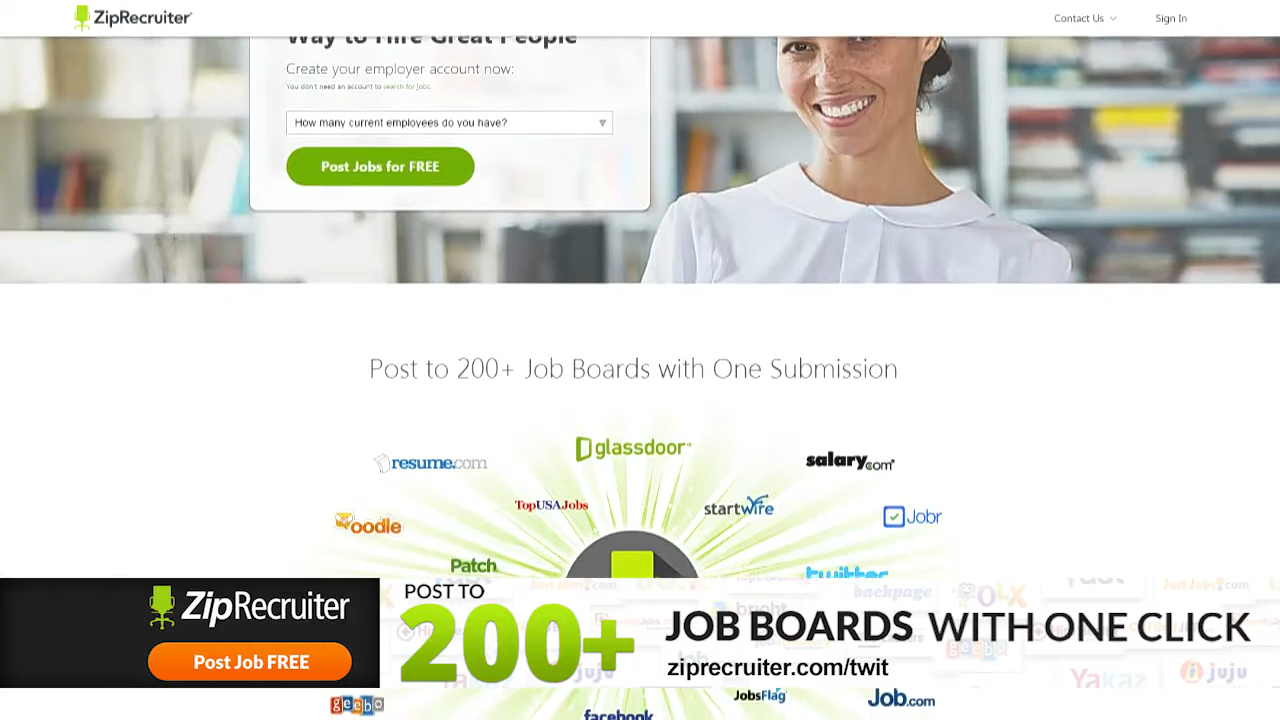 ZipRecruiter
Contact Us
Sign In
Way to Hire Great People
Create your employer account now:
You don't need an account to search for jobs.
How many current employees do you have?
Post Jobs for FREE
Post to 200+ Job Boards with One Submission
glassdoor
resume.com
salary.com
TopUSAJobs
startwire
Jobr
oodle
Patch
twitter
ZipRecruiter
Post Job FREE
POST TO
200+
JOB BOARDS WITH ONE CLICK
ziprecruiter.com/twit
backpage
OLX
JustJobs.com
bright
geebo
Yakaz
juju
geebo
facebook
JobsFlag
Job.com